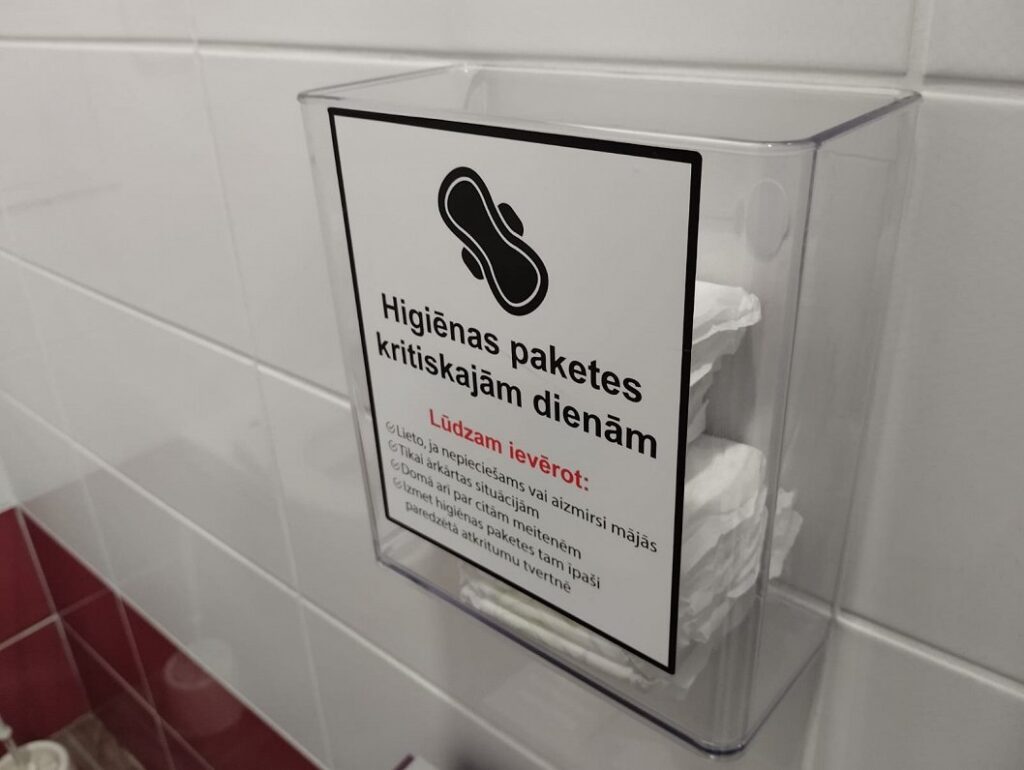 Higiēnas paketes
kritiskajām dienām
Lūdzam ievērot:
Lieto, ja nepieciešams vai aizmirsi mājās
Tikai ārkārtas situācijām
Domā arī par citām meitenēm
Izmet higiēnas paketes tam īpaši
paredzētā atkritumu tvertnē